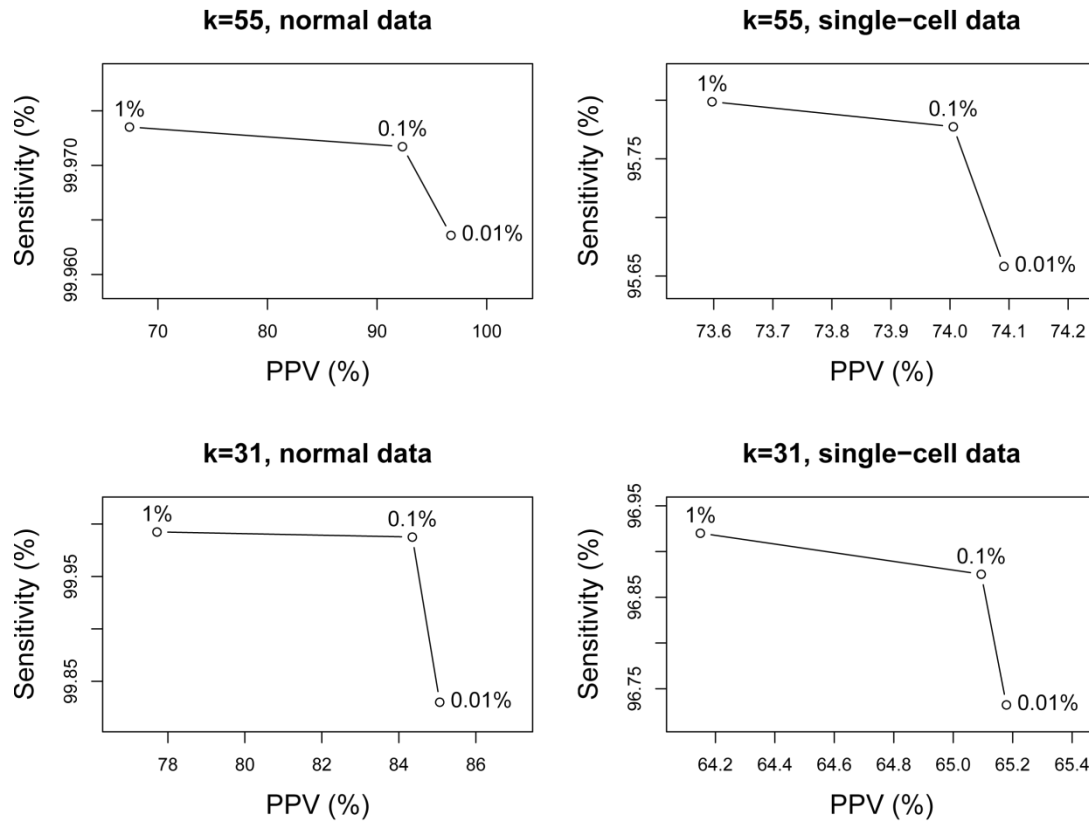 k=55, normal data
Sensitivity (%)
99.970
99.960
1%
0.1%
0.01%
70 80 90 100
PPV (%)
k=55, single−cell data
Sensitivity (%)
95.75
95.65
1%
0.1%
0.01%
73.6 73.7 73.8 73.9 74.0 74.1 74.2
PPV (%)
k=31, normal data
Sensitivity (%)
99.95
99.85
1%
0.1%
0.01%
78 80 82 84 86
PPV (%)
k=31, single−cell data
Sensitivity (%)
96.95
96.85
96.75
1%
0.1%
0.01%
64.2 64.4 64.6 64.8 65.0 65.2 65.4
PPV (%)